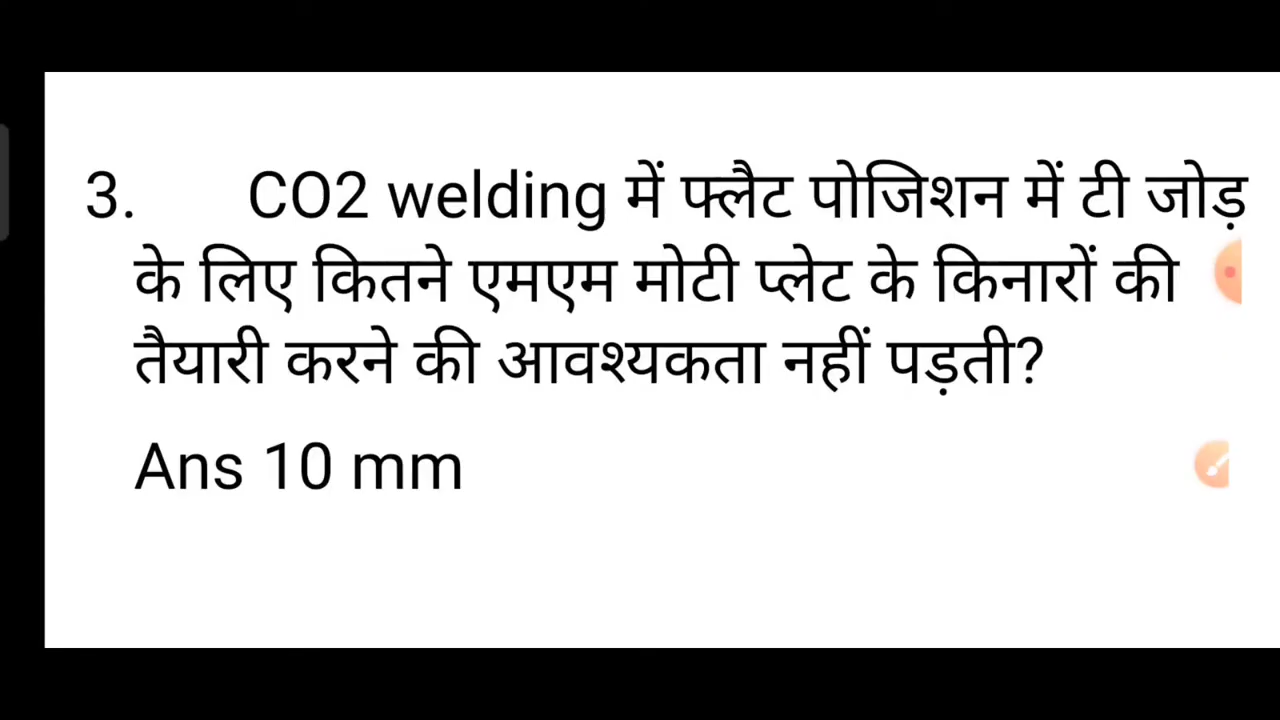 3. CO2 welding में फ्लैट पोजिशन में टी जोड़
के लिए कितने एमएम मोटी प्लेट के किनारों की
तैयारी करने की आवश्यकता नहीं पड़ती?
Ans 10 mm